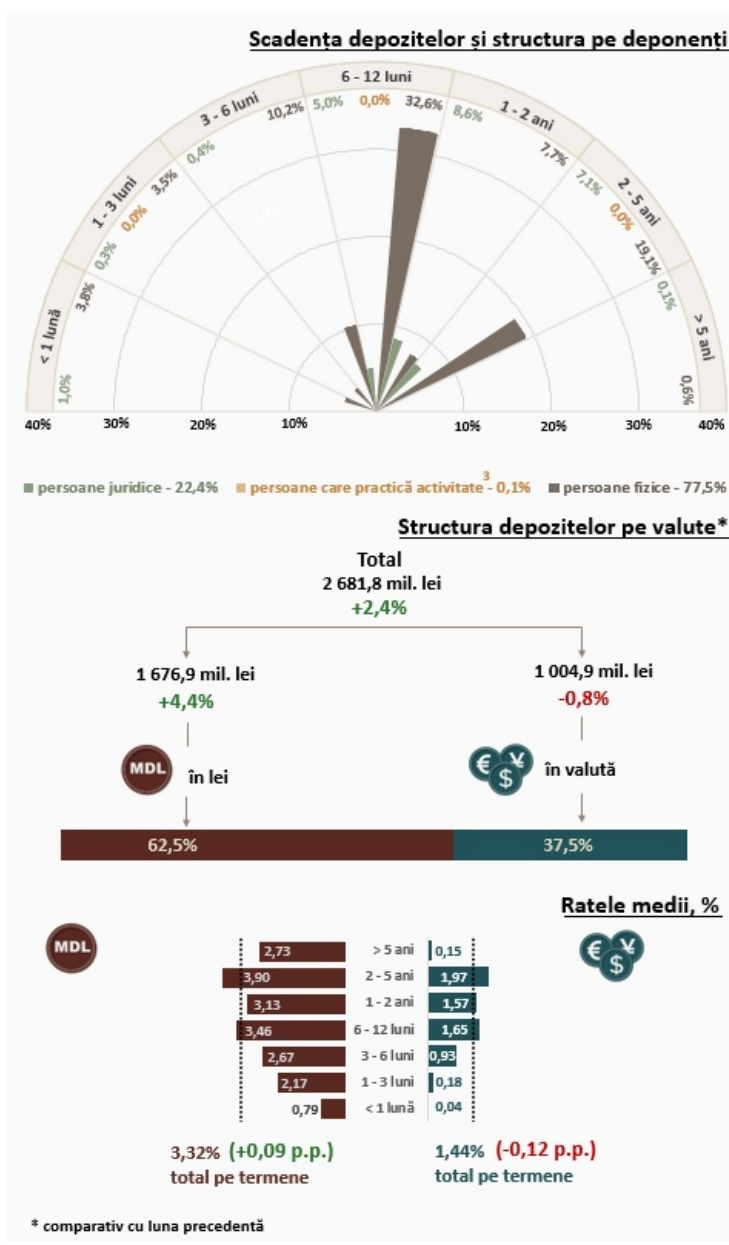 Scadența depozitelor și structura pe deponenți
< 1 lună
1,0%
3,8%
1 - 3 luni
0,3%
0,0%
3,5%
3 - 6 luni
0,4%
10,2%
6 - 12 luni
5,0%
0,0%
32,6%
1 - 2 ani
8,6%
7,7%
2 - 5 ani
7,1%
0,0%
19,1%
> 5 ani
0,1%
0,6%
40% 30% 20% 10% 10% 20% 30% 40%
persoane juridice - 22,4% persoane care practică activitate³ - 0,1% persoane fizice - 77,5%
Structura depozitelor pe valute*
Total
2 681,8 mil. lei
+2,4%
1 676,9 mil. lei 1 004,9 mil. lei
+4,4% -0,8%
MDL în lei € ¥ $ în valută
62,5% 37,5%
Ratele medii, %
MDL € ¥ $
2,73 > 5 ani 0,15
3,90 2 - 5 ani 1,97
3,13 1 - 2 ani 1,57
3,46 6 - 12 luni 1,65
2,67 3 - 6 luni 0,93
2,17 1 - 3 luni 0,18
0,79 < 1 lună 0,04
3,32% (+0,09 p.p.) 1,44% (-0,12 p.p.)
total pe termene total pe termene
* comparativ cu luna precedentă